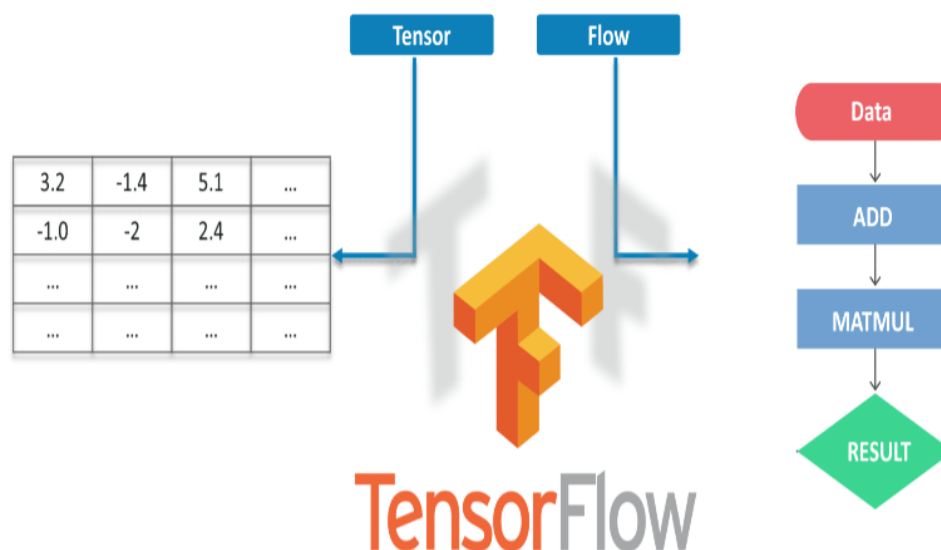 Tensor
Flow
3.2 -1.4 5.1 ...
-1.0 -2 2.4 ...
... ... ... ...
... ... ... ...
Data
ADD
MATMUL
RESULT
TensorFlow